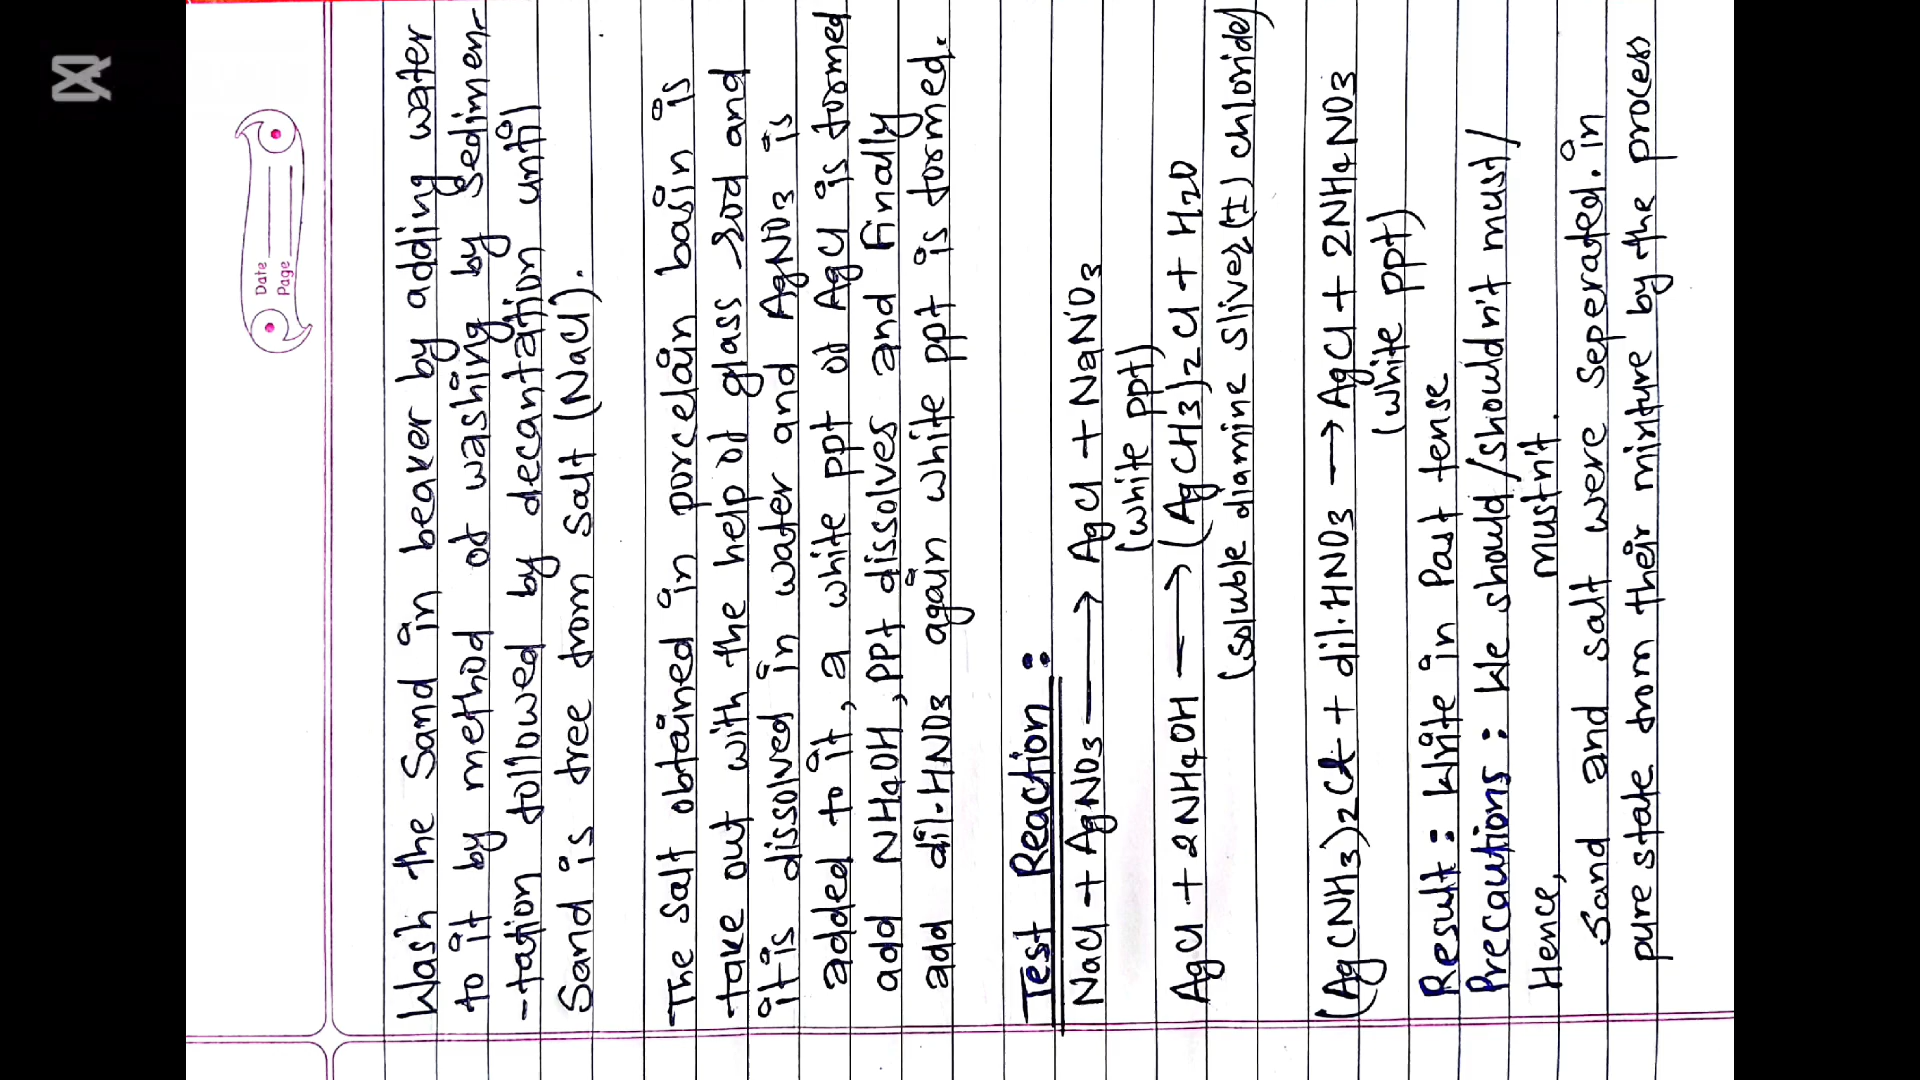 Date
Page
Wash the Sand in beaker by adding water
to it by method of washing by Sedimen-
-tation followed by decantation until
Sand is free from Salt (NaCl).
The salt obtained in porcelain basin is
take out with the help of glass rod and
it is dissolved in water and AgNO3 is
added to it, a white ppt of AgCl is formed
add NH4OH, ppt dissolves and Finally
add dil.HNO3 again white ppt is formed.
Test Reaction :
NaCl + AgNO3 ⟶ AgCl + NaNO3
(white ppt)
AgCl + 2NH4OH ⟶ (AgCH3)2Cl + H2O
(soluble diamine sliver(I) chloride)
(AgCNH3)2Cl + dil.HNO3 ⟶ AgCl + 2NH4NO3
(white ppt)
Result : Write in Past tense
Precautions : We should/shouldn't must/
mustn't.
Hence,
Sand and salt were seperated. in
pure state from their mixture by the process